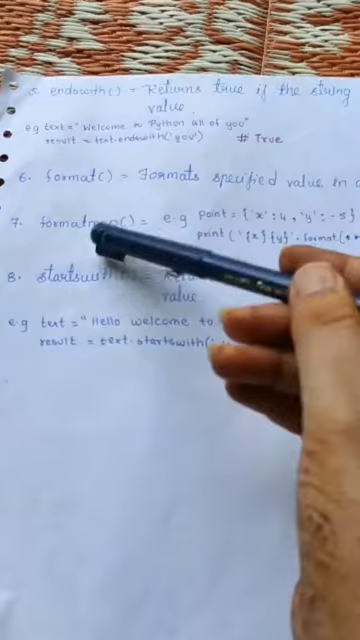 5. endswith() = Returns true if the string
value.
e.g text = "Welcome to Python all of you"
result = text.endswith('you') # True
6. format() = Formats specified value in a
7. formatmap() = e.g point = {'x': 4, 'y': -5}
print('{x} {y}'.format(**
8. startswith() =
value.
e.g text = "Hello welcome to
result = text.startswith('